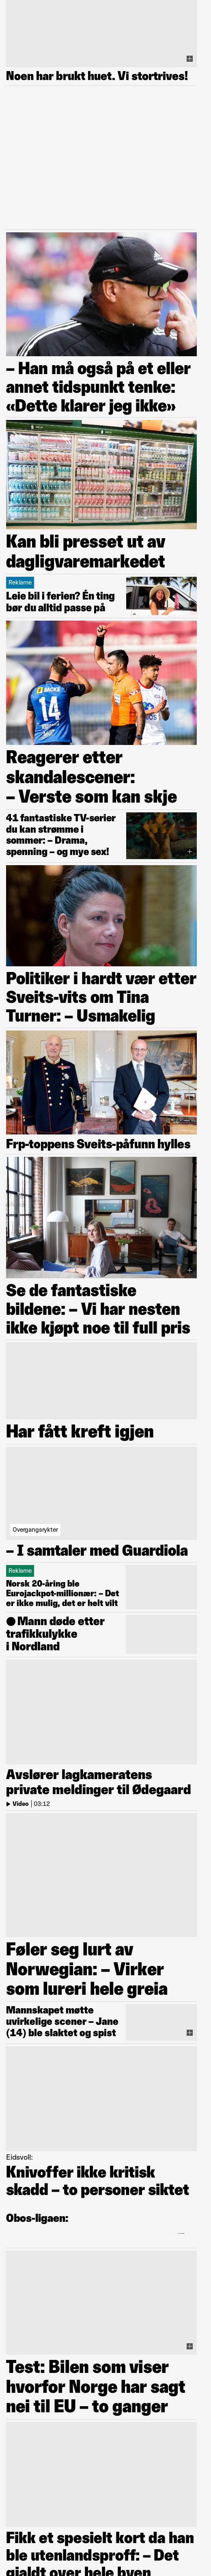 Noen har brukt huet. Vi stortrives!
– Han må også på et eller
annet tidspunkt tenke:
«Dette klarer jeg ikke»
Kan bli presset ut av
dagligvaremarkedet
Reklame
Leie bil i ferien? Én ting
bør du alltid passe på
BACKE
14
Reagerer etter
skandalescener:
– Verste som kan skje
41 fantastiske TV-serier
du kan strømme i
sommer: – Drama,
spenning – og mye sex!
Politiker i hardt vær etter
Sveits-vits om Tina
Turner: – Usmakelig
Frp-toppens Sveits-påfunn hylles
Se de fantastiske
bildene: – Vi har nesten
ikke kjøpt noe til full pris
Har fått kreft igjen
Overgangsrykter
– I samtaler med Guardiola
Reklame
Norsk 20-åring ble
Eurojackpot-millionær: – Det
er ikke mulig, det er helt vilt
Mann døde etter
trafikkulykke
i Nordland
Avslører lagkameratens
private meldinger til Ødegaard
Video | 03:12
Føler seg lurt av
Norwegian: – Virker
som lureri hele greia
Mannskapet møtte
uvirkelige scener – Jane
(14) ble slaktet og spist
Eidsvoll:
Knivoffer ikke kritisk
skadd – to personer siktet
Obos-ligaen:
Test: Bilen som viser
hvorfor Norge har sagt
nei til EU – to ganger
Fikk et spesielt kort da han
ble utenlandsproff: – Det
gjaldt over hele byen